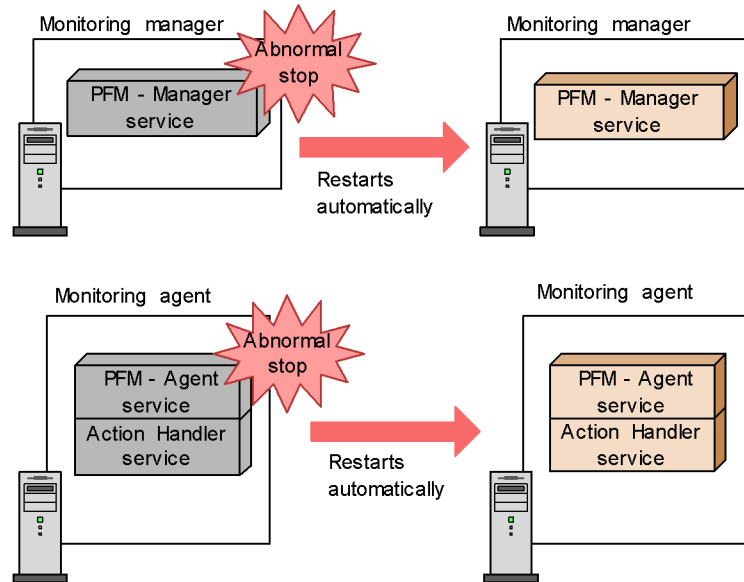 Monitoring manager
Abnormal
stop
PFM - Manager
service
Restarts
automatically
Monitoring manager
PFM - Manager
service
Monitoring agent
Abnormal
stop
PFM - Agent
service
Action Handler
service
Restarts
automatically
Monitoring agent
PFM - Agent
service
Action Handler
service